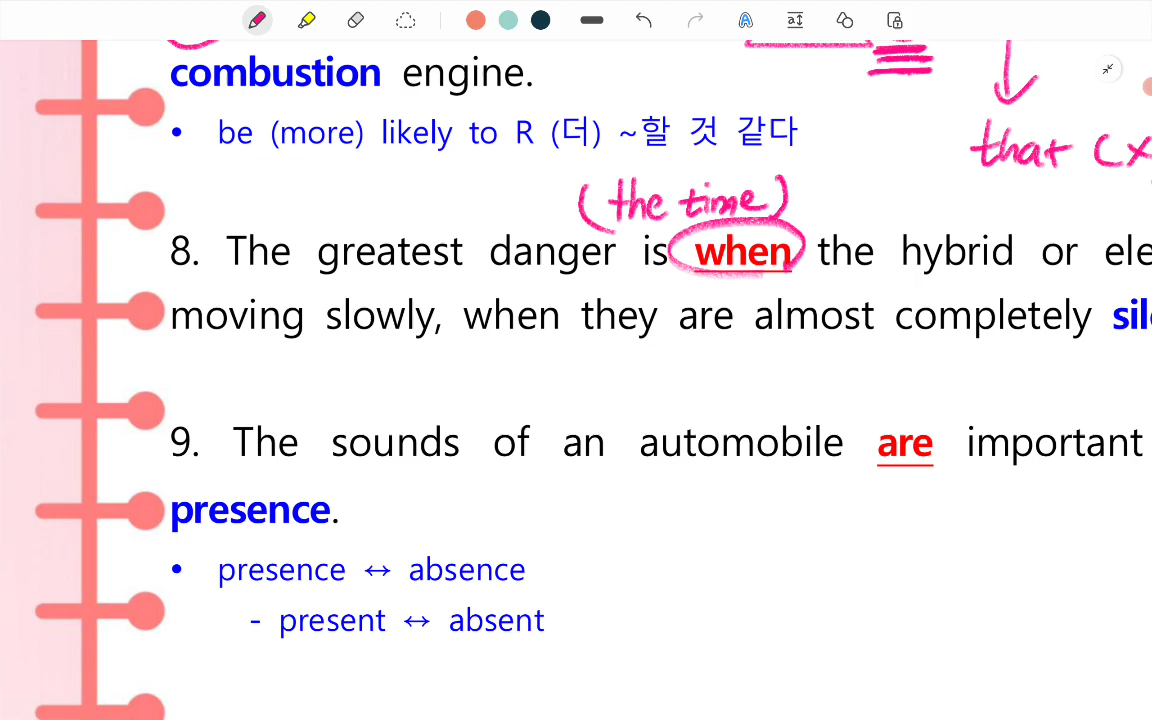 combustion engine.
• be (more) likely to R (더) ~할 것 같다
that (X
(the time)
8. The greatest danger is when the hybrid or ele
moving slowly, when they are almost completely sil
9. The sounds of an automobile are important
presence.
• presence ↔ absence
- present ↔ absent